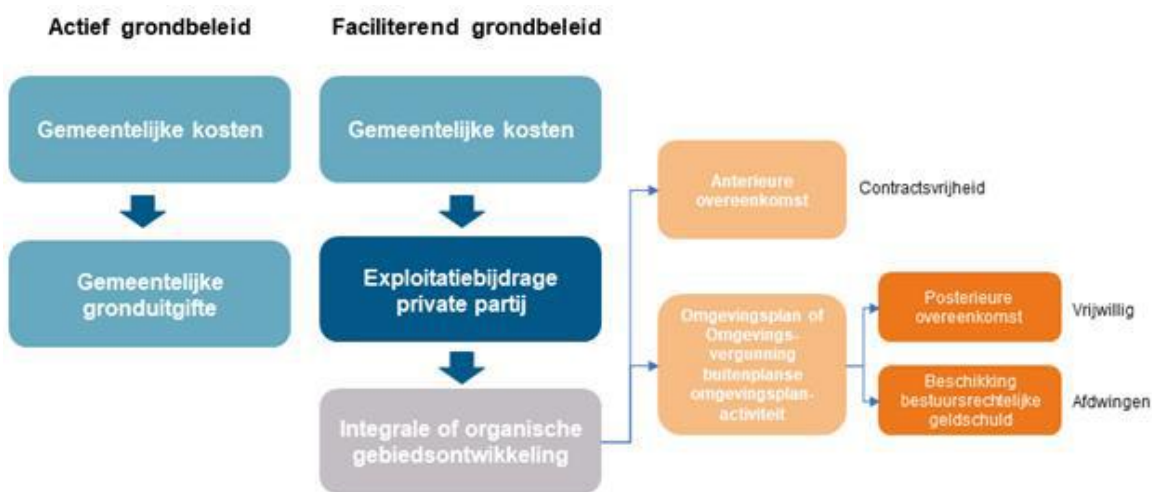 Actief grondbeleid
Faciliterend grondbeleid
Gemeentelijke kosten
Gemeentelijke kosten
Gemeentelijke
gronduitgifte
Exploitatiebijdrage
private partij
Integrale of organische
gebiedsontwikkeling
Anterieure
overeenkomst
Contractsvrijheid
Omgevingsplan of
Omgevings-
vergunning
buitenplanse
omgevingsplan-
activiteit
Posterieure
overeenkomst
Vrijwillig
Beschikking
bestuursrechtelijke
geldschuld
Afdwingen